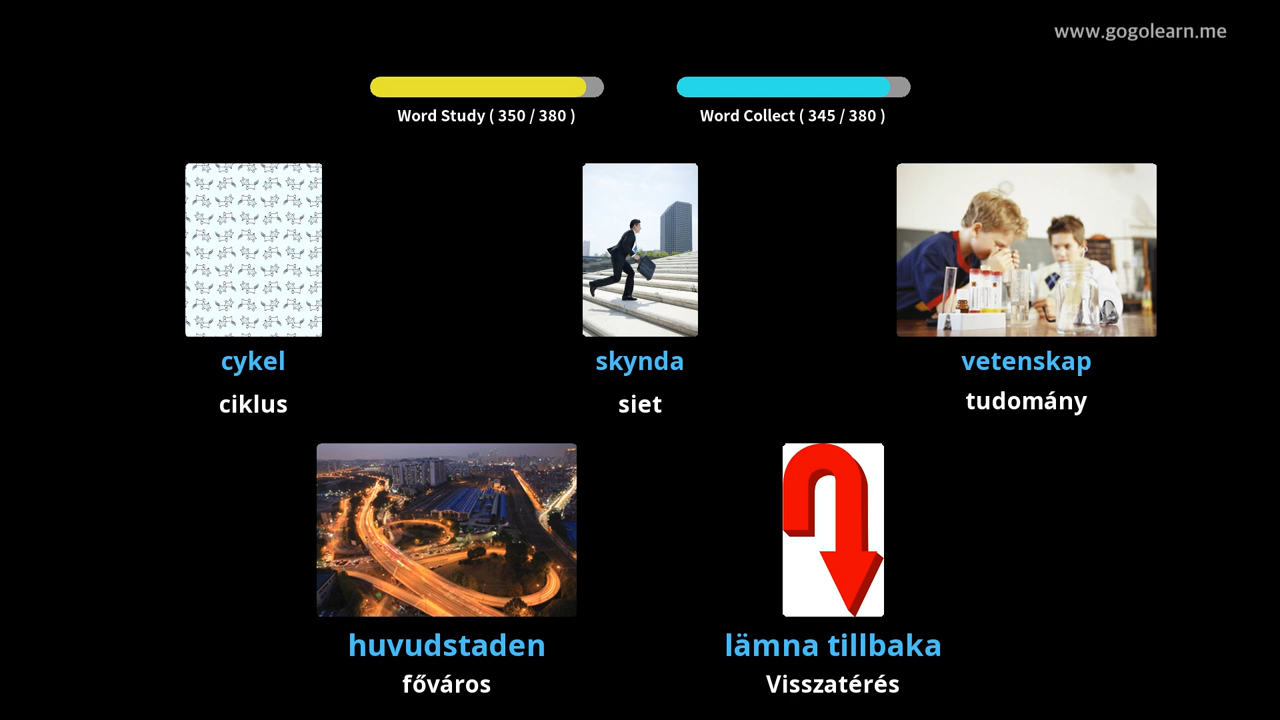 www.gogolearn.me
Word Study ( 350 / 380 )
Word Collect ( 345 / 380 )
cykel
skynda
vetenskap
ciklus
siet
tudomány
huvudstaden
lämna tillbaka
főváros
Visszatérés